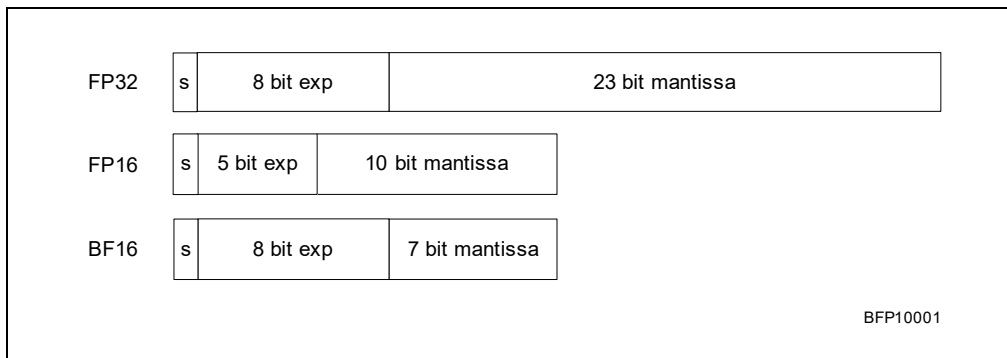 FP32 s 8 bit exp 23 bit mantissa
FP16 s 5 bit exp 10 bit mantissa
BF16 s 8 bit exp 7 bit mantissa
BFP10001